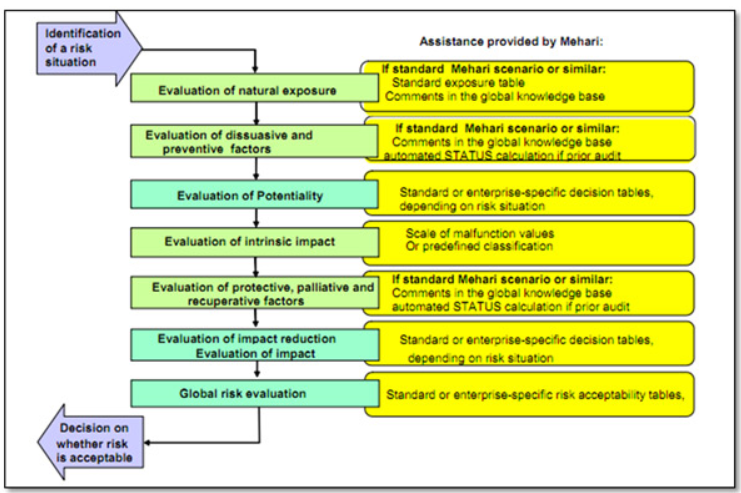 Identification
of a risk
situation
Assistance provided by Mehari:
Evaluation of natural exposure
If standard Mehari scenario or similar:
Standard exposure table
Comments in the global knowledge base
Evaluation of dissuasive and
preventive factors
If standard Mehari scenario or similar:
Comments in the global knowledge base
automated STATUS calculation if prior audit
Evaluation of Potentiality
Standard or enterprise-specific decision tables,
depending on risk situation
Evaluation of intrinsic impact
Scale of malfunction values
Or predefined classification
Evaluation of protective, palliative and
recuperative factors
If standard Mehari scenario or similar:
Comments in the global knowledge base
automated STATUS calculation if prior audit
Evaluation of impact reduction
Evaluation of impact
Standard or enterprise-specific decision tables,
depending on risk situation
Global risk evaluation
Standard or enterprise-specific risk acceptability tables,
Decision on
whether risk
is acceptable